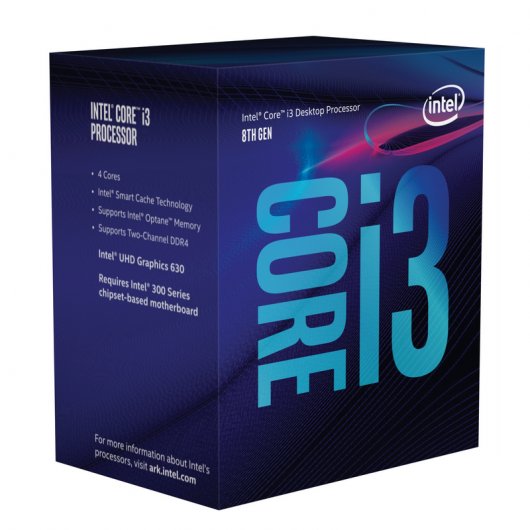 INTEL® CORE™ i3
PROCESSOR
• 4 Cores
• Intel® Smart Cache Technology
• Supports Intel® Optane™ Memory
• Supports Two-Channel DDR4
Intel® UHD Graphics 630
Requires Intel® 300 Series
chipset-based motherboard
For more information about Intel's
processors, visit ark.intel.com
intel®
Intel® Core™ i3 Desktop Processor
8TH GEN
CORE
i3